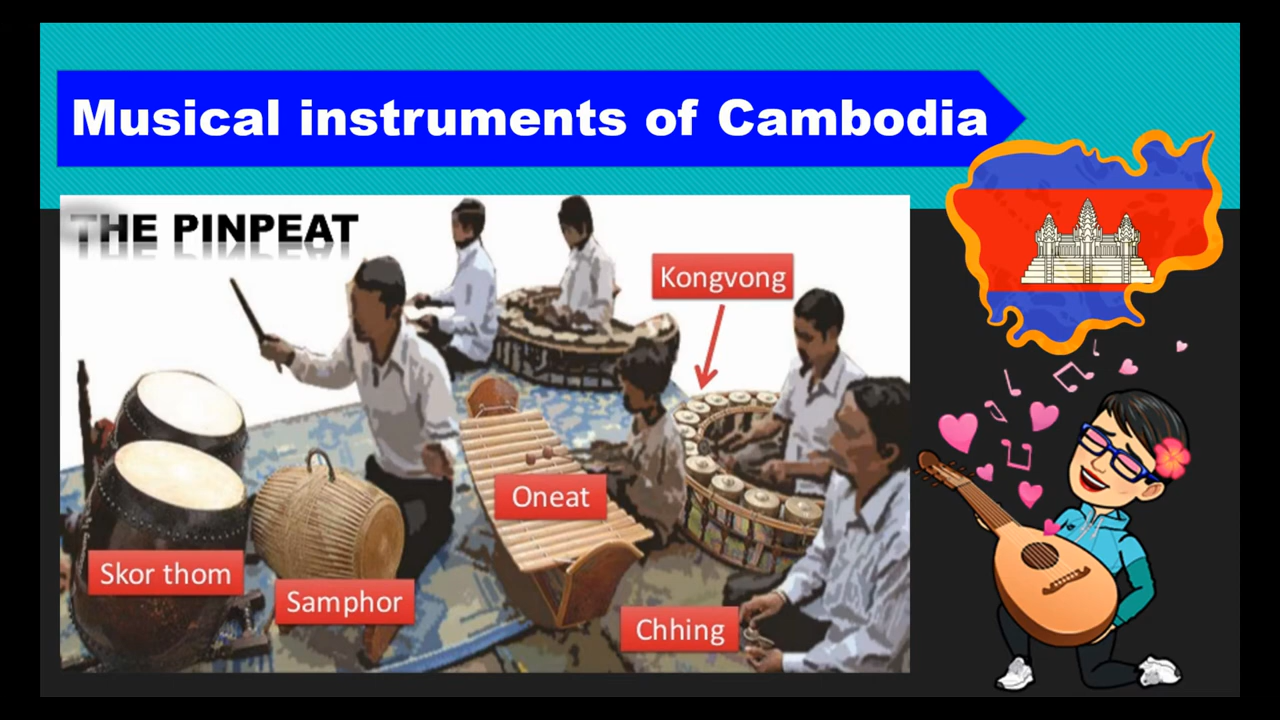 Musical instruments of Cambodia
THE PINPEAT
Kongvong
Oneat
Skor thom
Samphor
Chhing